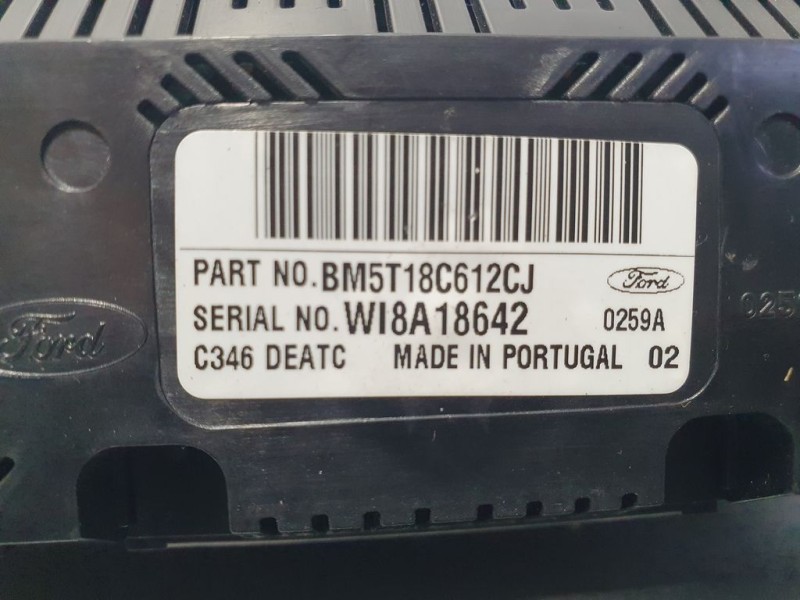 PART NO.BM5T18C612CJ
Ford
SERIAL NO.WI8A18642
0259A
C346 DEATC MADE IN PORTUGAL 02
Ford